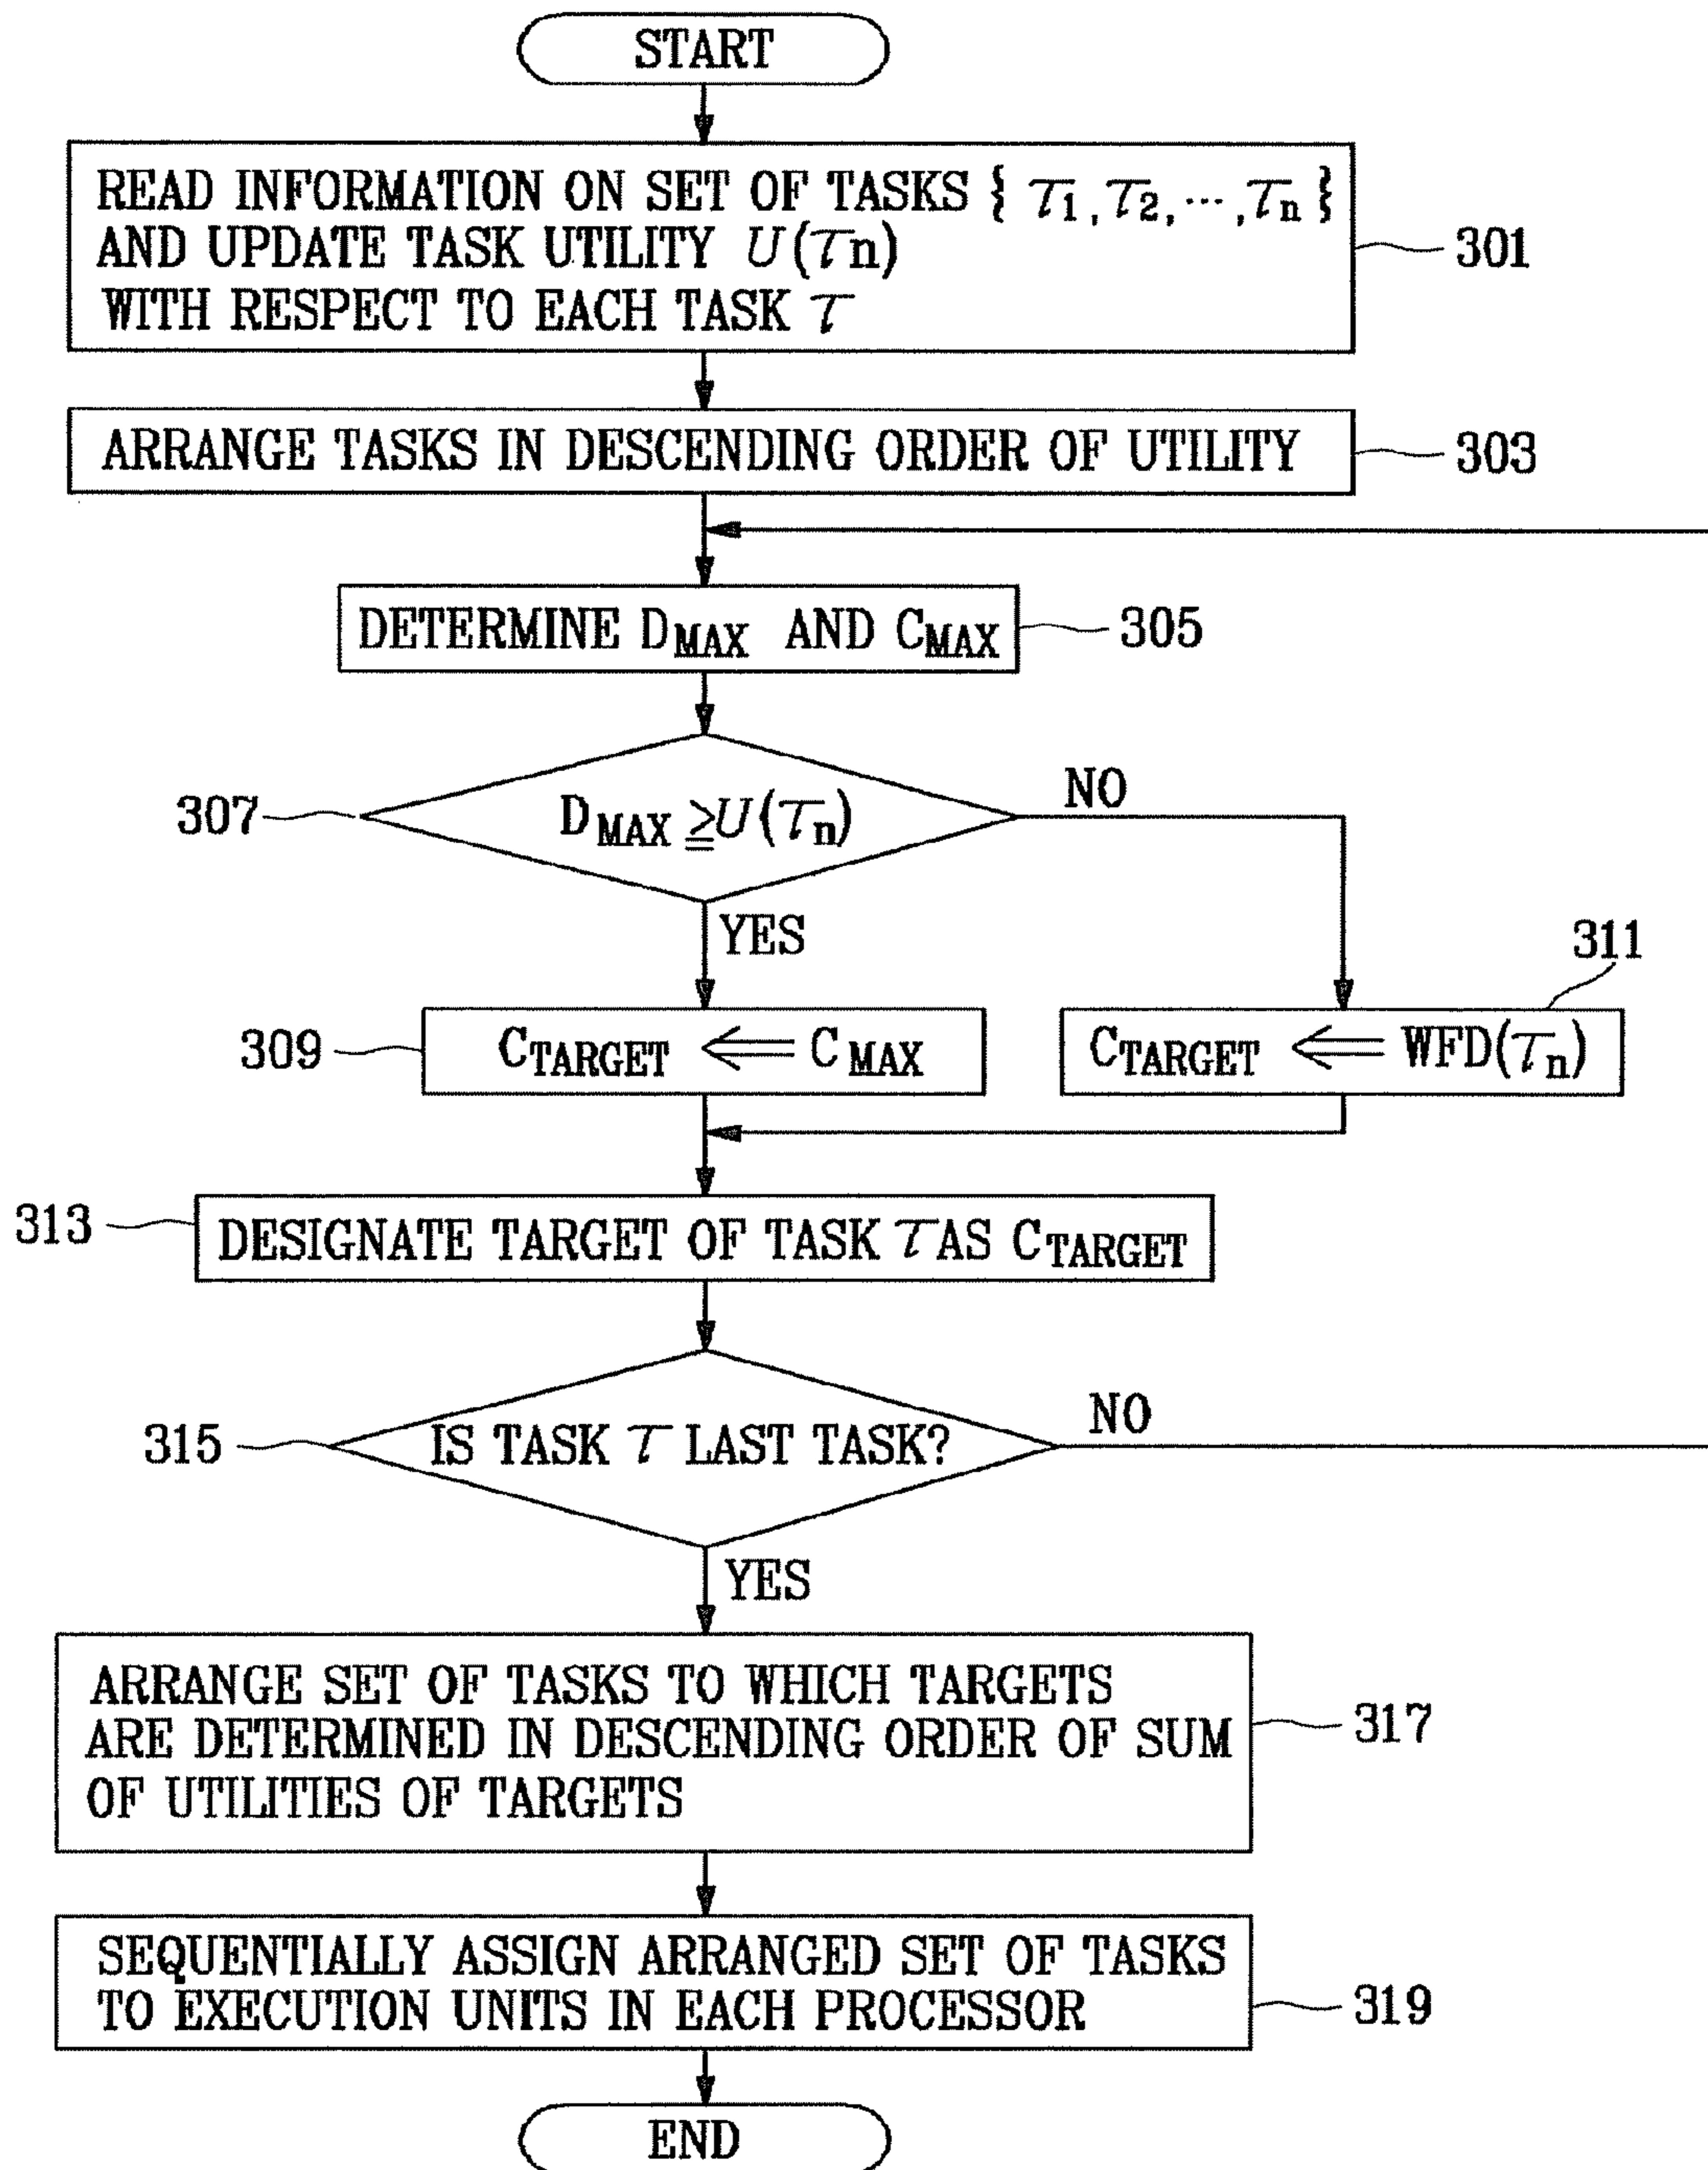 START
READ INFORMATION ON SET OF TASKS { τ1, τ2, ..., τn }
AND UPDATE TASK UTILITY U(τn)
WITH RESPECT TO EACH TASK τ
301
ARRANGE TASKS IN DESCENDING ORDER OF UTILITY
303
DETERMINE DMAX AND CMAX
305
307
DMAX ≧ U(τn)
NO
YES
311
309
CTARGET ⇐ CMAX
CTARGET ⇐ WFD(τn)
313
DESIGNATE TARGET OF TASK τ AS CTARGET
315
IS TASK τ LAST TASK?
NO
YES
ARRANGE SET OF TASKS TO WHICH TARGETS
ARE DETERMINED IN DESCENDING ORDER OF SUM
OF UTILITIES OF TARGETS
317
SEQUENTIALLY ASSIGN ARRANGED SET OF TASKS
TO EXECUTION UNITS IN EACH PROCESSOR
319
END